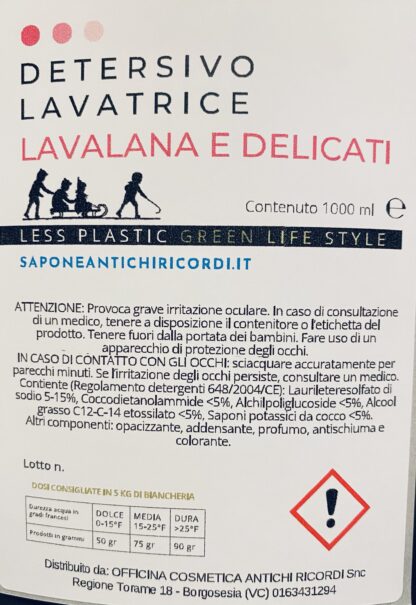 DETERSIVO
LAVATRICE
LAVALANA E DELICATI
Contenuto 1000 ml ℮
LESS PLASTIC GREEN LIFE STYLE
SAPONEANTICHIRICORDI.IT
ATTENZIONE: Provoca grave irritazione oculare. In caso di consultazione
di un medico, tenere a disposizione il contenitore o l'etichetta del
prodotto. Tenere fuori dalla portata dei bambini. Fare uso di un
apparecchio di protezione degli occhi.
IN CASO DI CONTATTO CON GLI OCCHI: sciacquare accuratamente per
parecchi minuti. Se l'irritazione degli occhi persiste, consultare un medico.
Contiente (Regolamento detergenti 648/2004/CE): Laurileteresolfato di
sodio 5-15%, Coccodietanolammide <5%, Alchilpoliglucoside <5%, Alcool
grasso C12-C-14 etossilato <5%, Saponi potassici da cocco <5%.
Altri componenti: opacizzante, addensante, profumo, antischiuma e
colorante.
Lotto n.
DOSI CONSIGLIATE IN 5 KG DI BIANCHERIA
Durezza acqua in gradi francesi DOLCE 0-15°F MEDIA 15-25°F DURA >25°F
Prodotti in grammi 50 gr 75 gr 90 gr
Distribuito da: OFFICINA COSMETICA ANTICHI RICORDI Snc
Regione Torame 18 - Borgosesia (VC) 0163431294